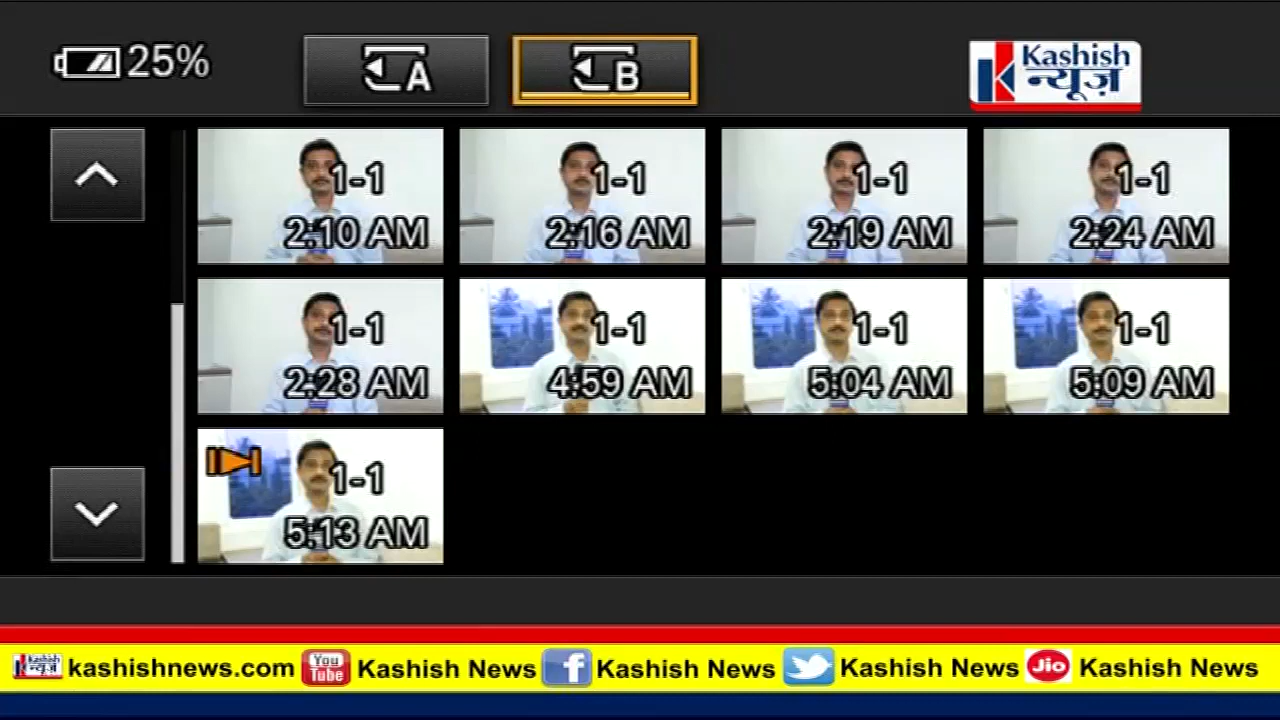 25%
A
B
Kashish
न्यूज़
1-1
2:10 AM
1-1
2:16 AM
1-1
2:19 AM
1-1
2:24 AM
1-1
2:28 AM
1-1
4:59 AM
1-1
5:04 AM
1-1
5:09 AM
1-1
5:13 AM
Kashish न्यूज़ kashishnews.com You Tube Kashish News f Kashish News Kashish News Jio Kashish News